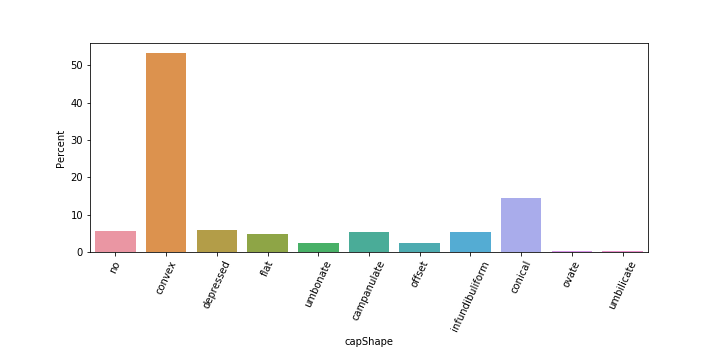 50
40
30
20
10
0
Percent
no
convex
depressed
flat
umbonate
campanulate
offset
infundibuliform
conical
ovate
umbilicate
capShape